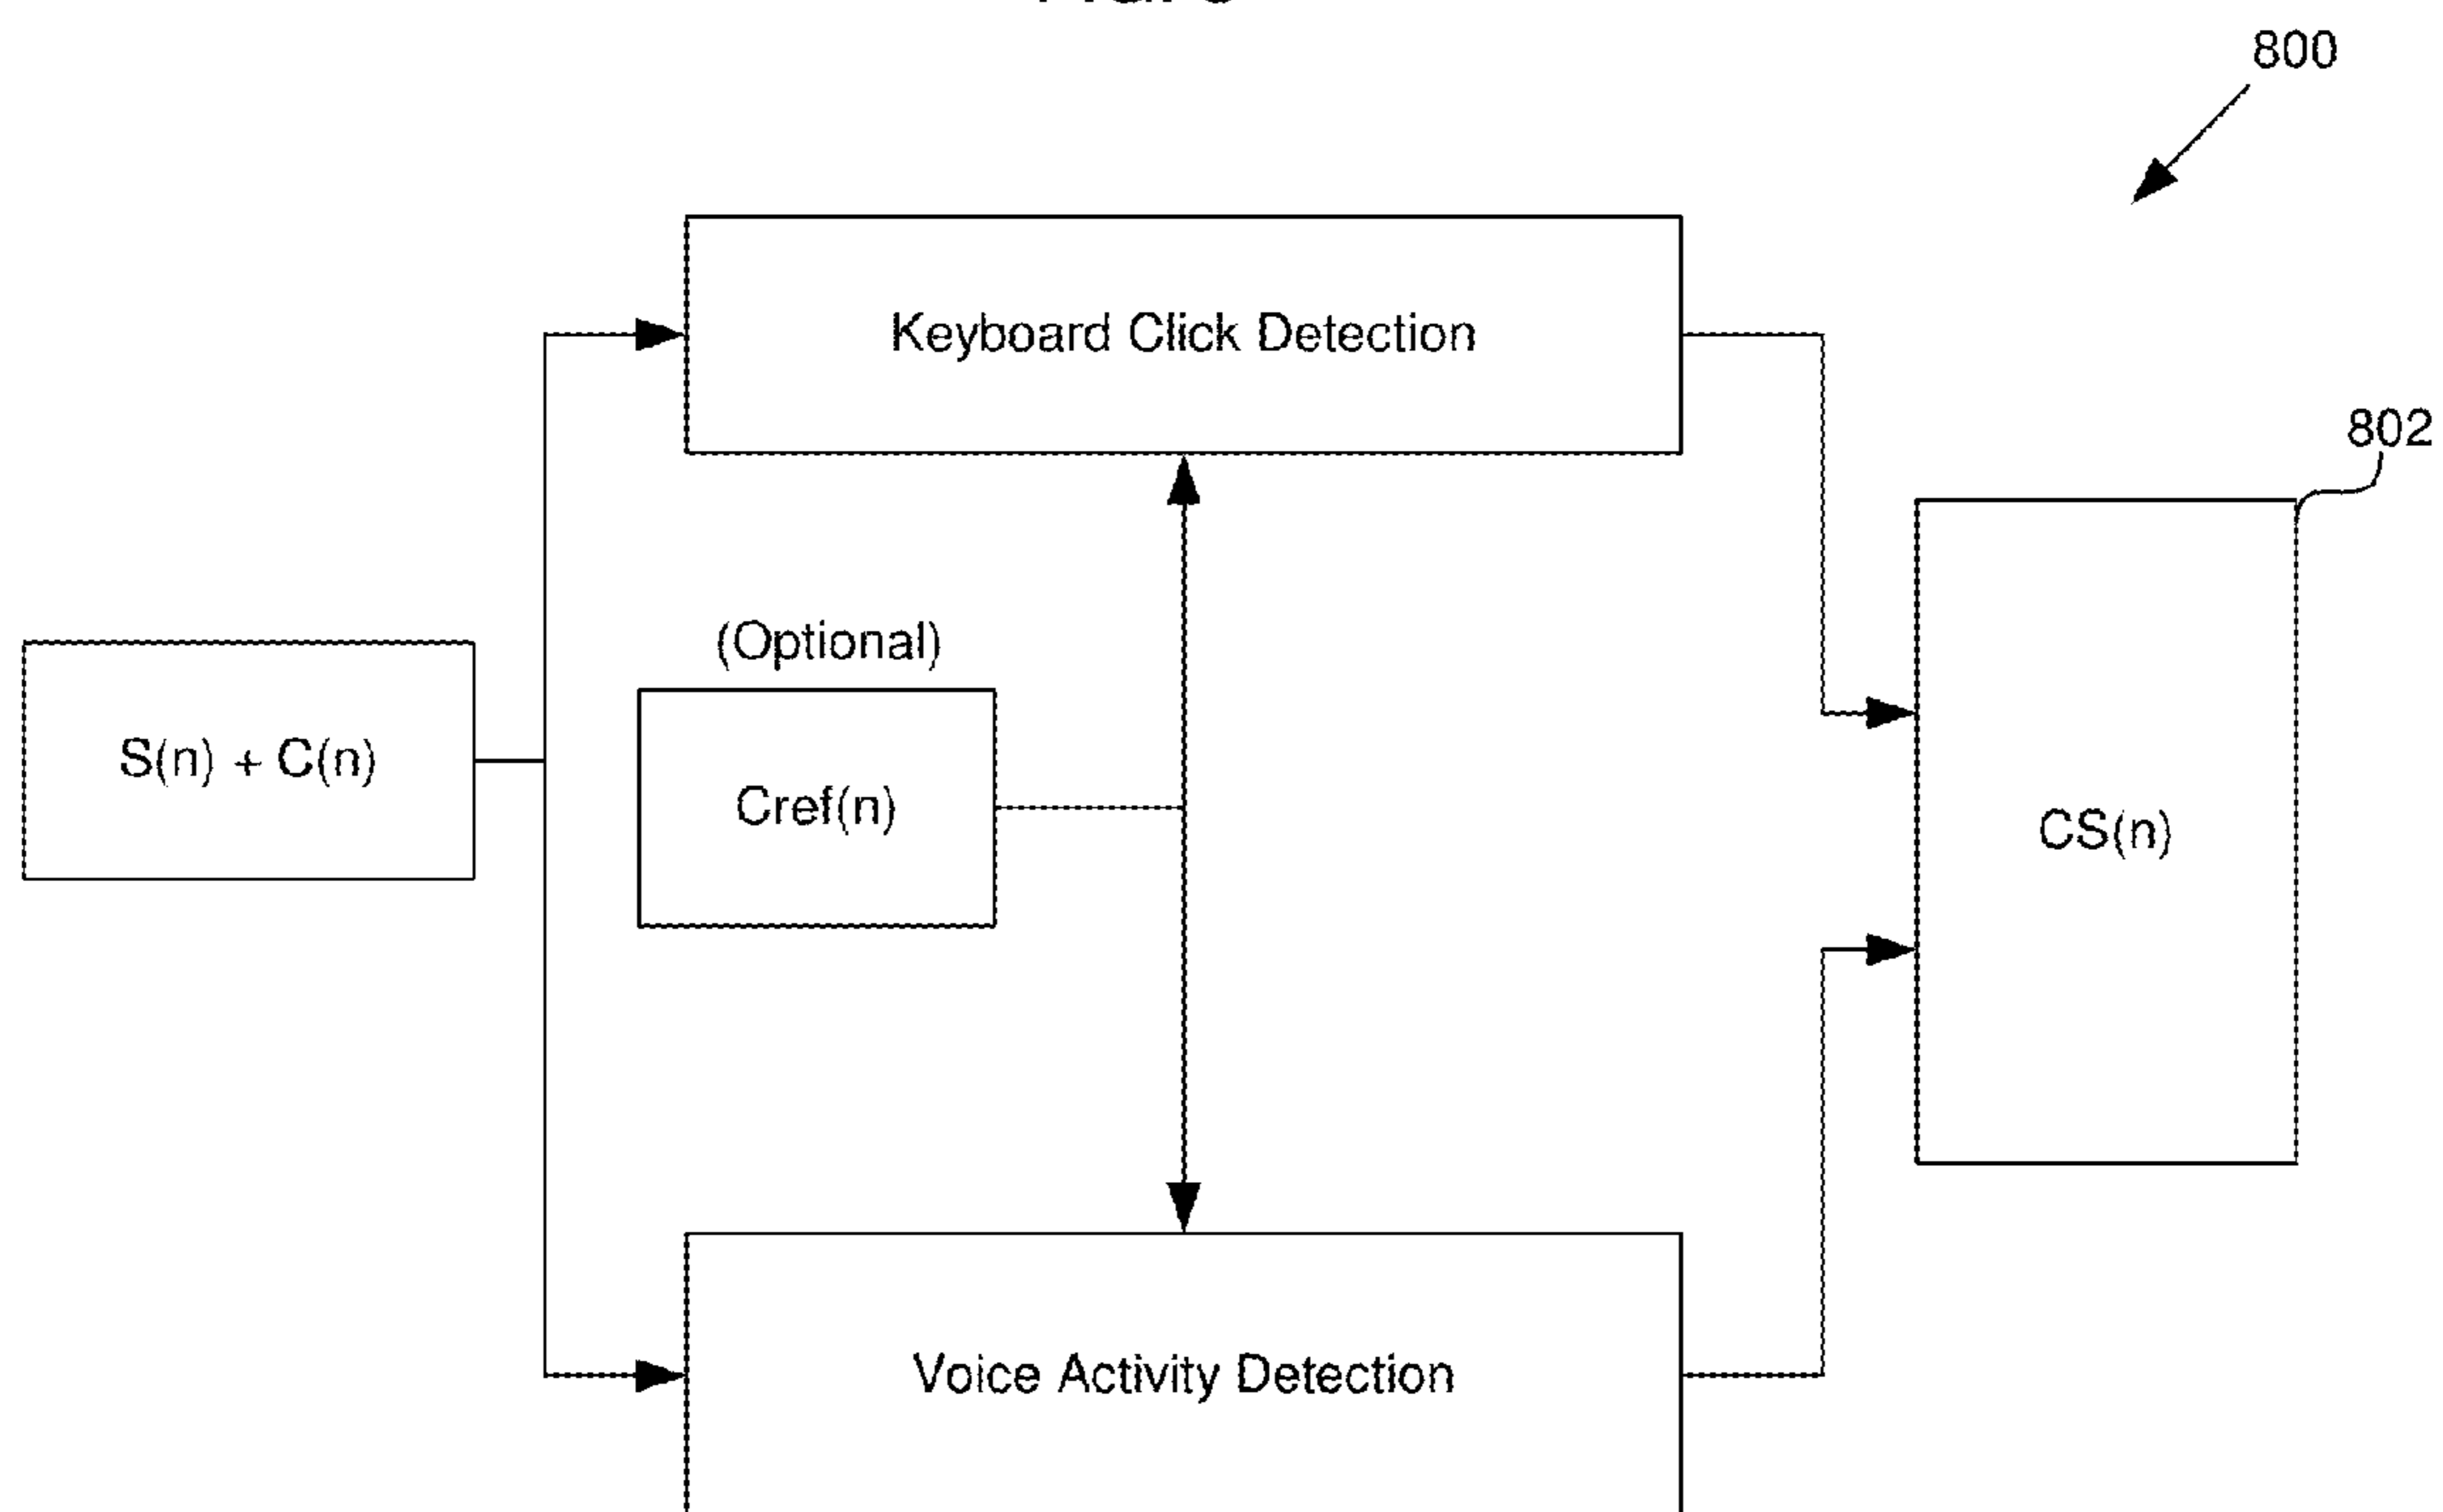 800
Keyboard Click Detection
802
(Optional)
S(n) + C(n)
Cref(n)
CS(n)
Voice Activity Detection